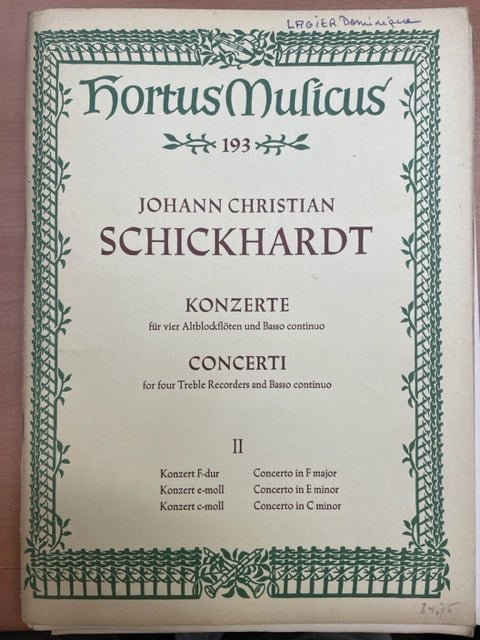 LAGIER Dominique
Hortus Musicus
193
JOHANN CHRISTIAN
SCHICKHARDT
KONZERTE
für vier Altblockflöten und Basso continuo
CONCERTI
for four Treble Recorders and Basso continuo
II
Konzert F-dur Concerto in F major
Konzert e-moll Concerto in E minor
Konzert c-moll Concerto in C minor